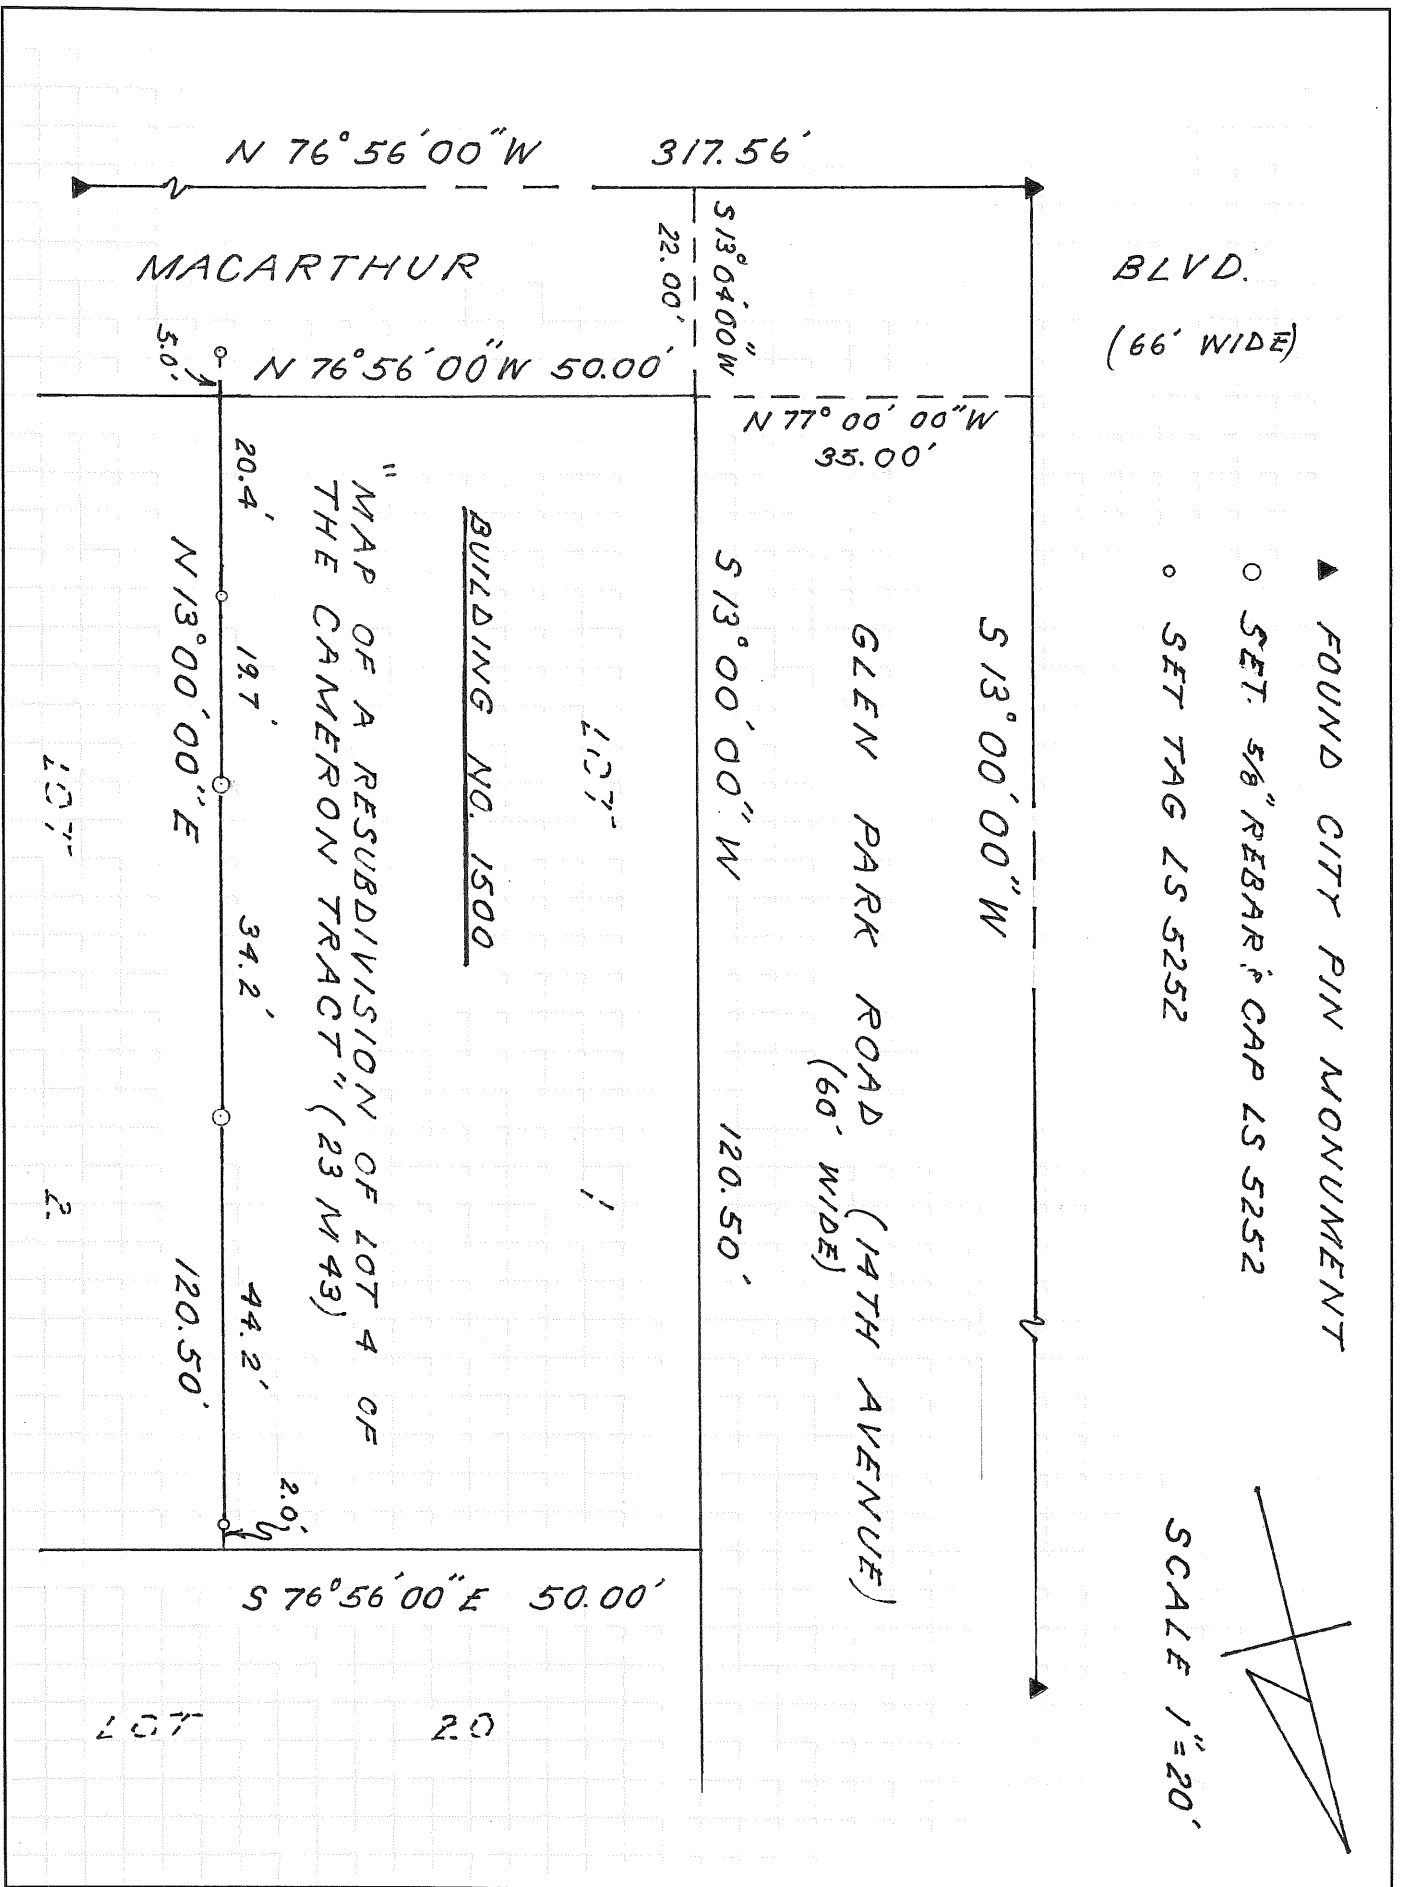 N 76° 56' 00" W 317.56'
MACARTHUR BLVD.
(66' WIDE)
S 13° 04' 00" W
22.00'
5.0'
N 76° 56' 00" W 50.00'
N 77° 00' 00" W
35.00'
▲ FOUND CITY PIN MONUMENT
○ SET 5/8" REBAR & CAP LS 5252
o SET TAG LS 5252
SCALE 1"=20'
S 13° 00' 00" W
GLEN PARK ROAD (14TH AVENUE)
(60' WIDE)
S 13° 00' 00" W 120.50'
LOT 1
BUILDING NO. 1500
"MAP OF A RESUBDIVISION OF LOT 4 OF
THE CAMERON TRACT" (23 M 43)
20.4' 19.7' 34.2' 44.2' 2.0'
N 13° 00' 00" E 120.50'
LOT 2
S 76° 56' 00" E 50.00'
LOT 20